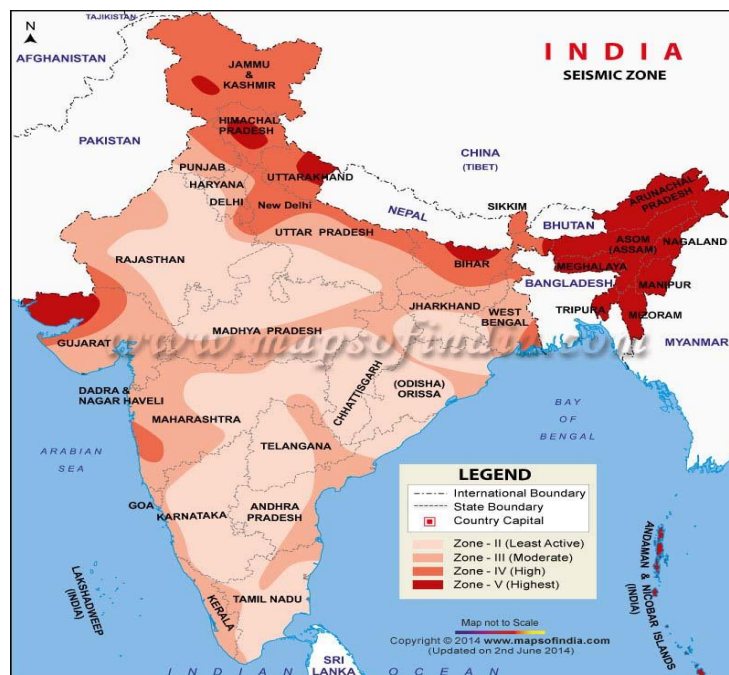 TAJIKISTAN
N
AFGHANISTAN
INDIA
SEISMIC ZONE
JAMMU
&
KASHMIR
HIMACHAL
PRADESH
PAKISTAN
CHINA
(TIBET)
PUNJAB
HARYANA
UTTARAKHAND
DELHI
New Delhi
NEPAL
SIKKIM
BHUTAN
ARUNACHAL
PRADESH
UTTAR PRADESH
ASOM
(ASSAM)
NAGALAND
RAJASTHAN
BIHAR
MEGHALAYA
BANGLADESH
MANIPUR
JHARKHAND
WEST
BENGAL
TRIPURA
MIZORAM
MADHYA PRADESH
www.mapsofindia.com
GUJARAT
MYANMAR
CHHATTISGARH
(ODISHA)
ORISSA
DADRA &
NAGAR HAVELI
MAHARASHTRA
BAY
OF
BENGAL
ARABIAN
SEA
TELANGANA
GOA
KARNATAKA
ANDHRA
PRADESH
LEGEND
International Boundary
State Boundary
Country Capital
Zone - II (Least Active)
Zone - III (Moderate)
Zone - IV (High)
Zone - V (Highest)
ANDAMAN & NICOBAR ISLANDS
(INDIA)
LAKSHADWEEP
(INDIA)
KERALA
TAMIL NADU
Map not to Scale
Copyright © 2014 www.mapsofindia.com
(Updated on 2nd June 2014)
SRI
LANKA
INDIAN OCEAN